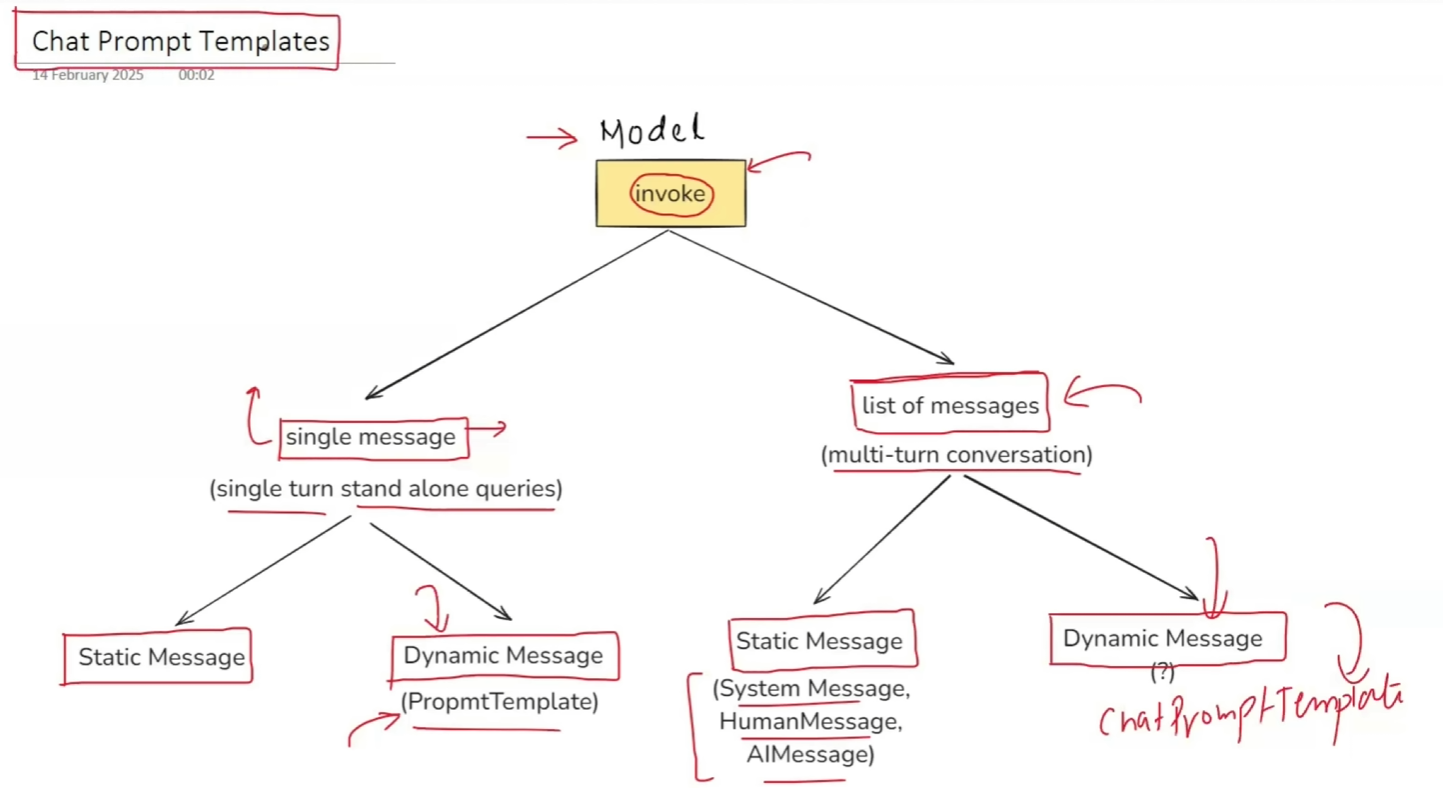 Chat Prompt Templates
14 February 2025 00:02
Model
invoke
list of messages
single message
(multi-turn conversation)
(single turn stand alone queries)
Static Message
Dynamic Message
(PropmtTemplate)
Static Message
(System Message,
HumanMessage,
AIMessage)
Dynamic Message
(?)
ChatPromptTemplate